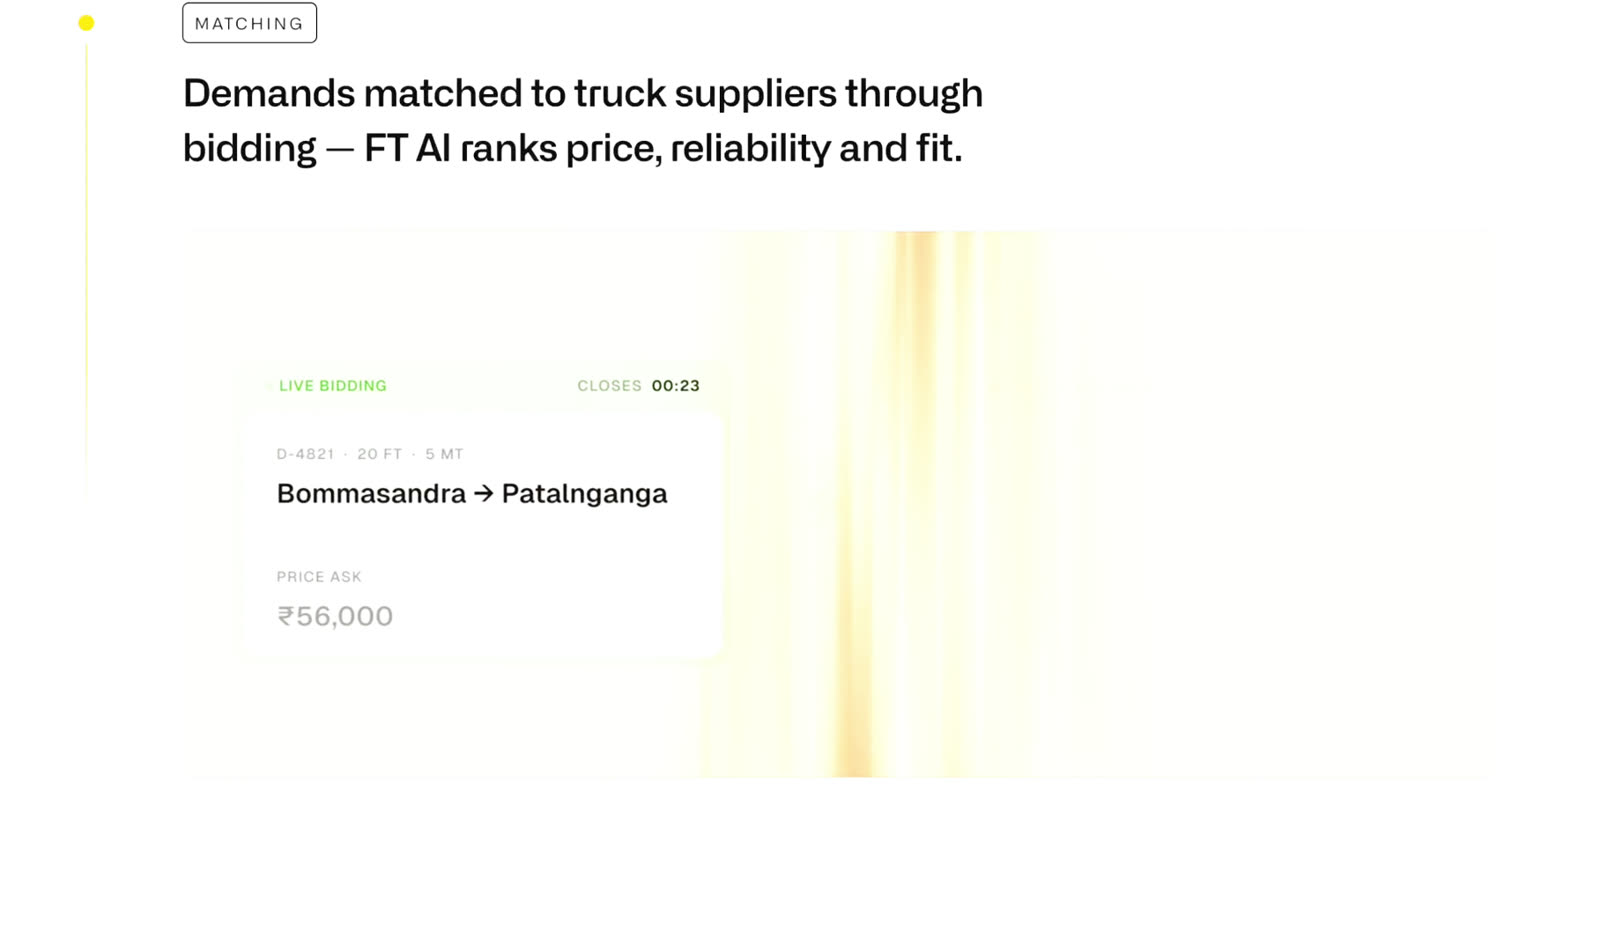 MATCHING
Demands matched to truck suppliers through
bidding — FT AI ranks price, reliability and fit.
LIVE BIDDING CLOSES 00:23
D-4821 · 20 FT · 5 MT
Bommasandra → Patalnganga
PRICE ASK
₹56,000